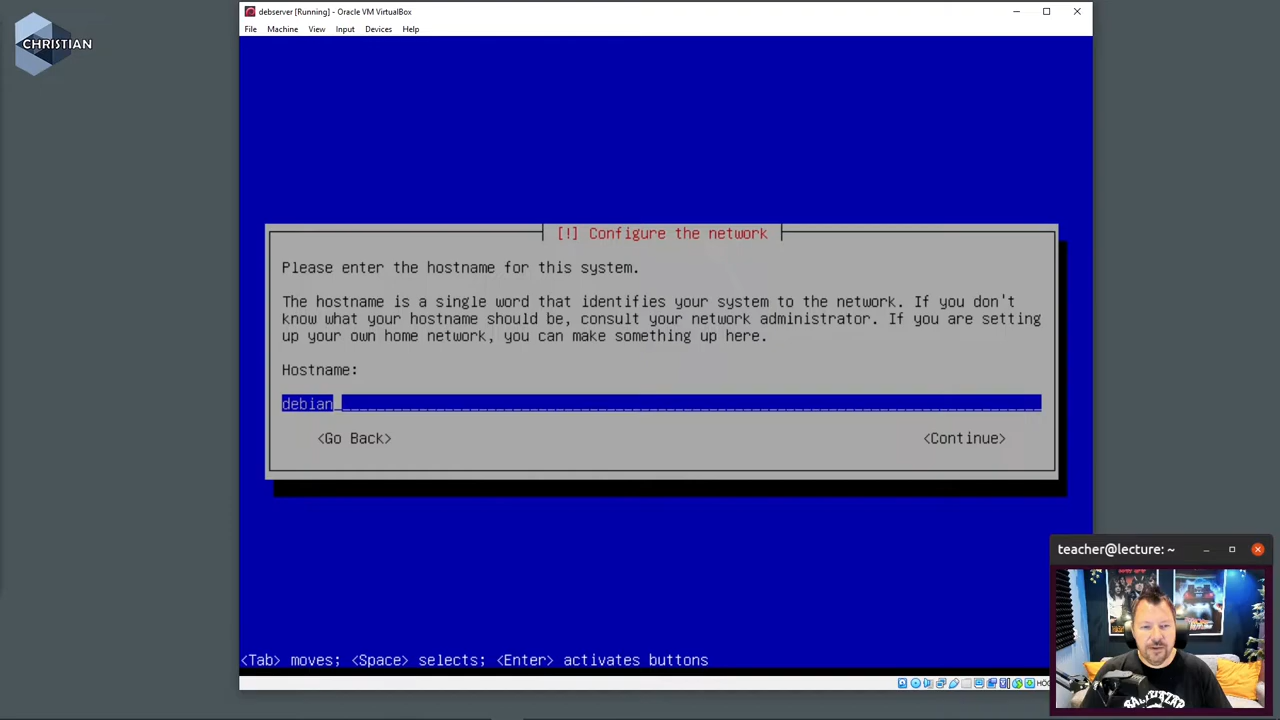 debserver [Running] - Oracle VM VirtualBox
File Machine View Input Devices Help
CHRISTIAN
[!] Configure the network
Please enter the hostname for this system.
The hostname is a single word that identifies your system to the network. If you don't
know what your hostname should be, consult your network administrator. If you are setting
up your own home network, you can make something up here.
Hostname:
debian
<Go Back> <Continue>
teacher@lecture: ~
<Tab> moves; <Space> selects; <Enter> activates buttons